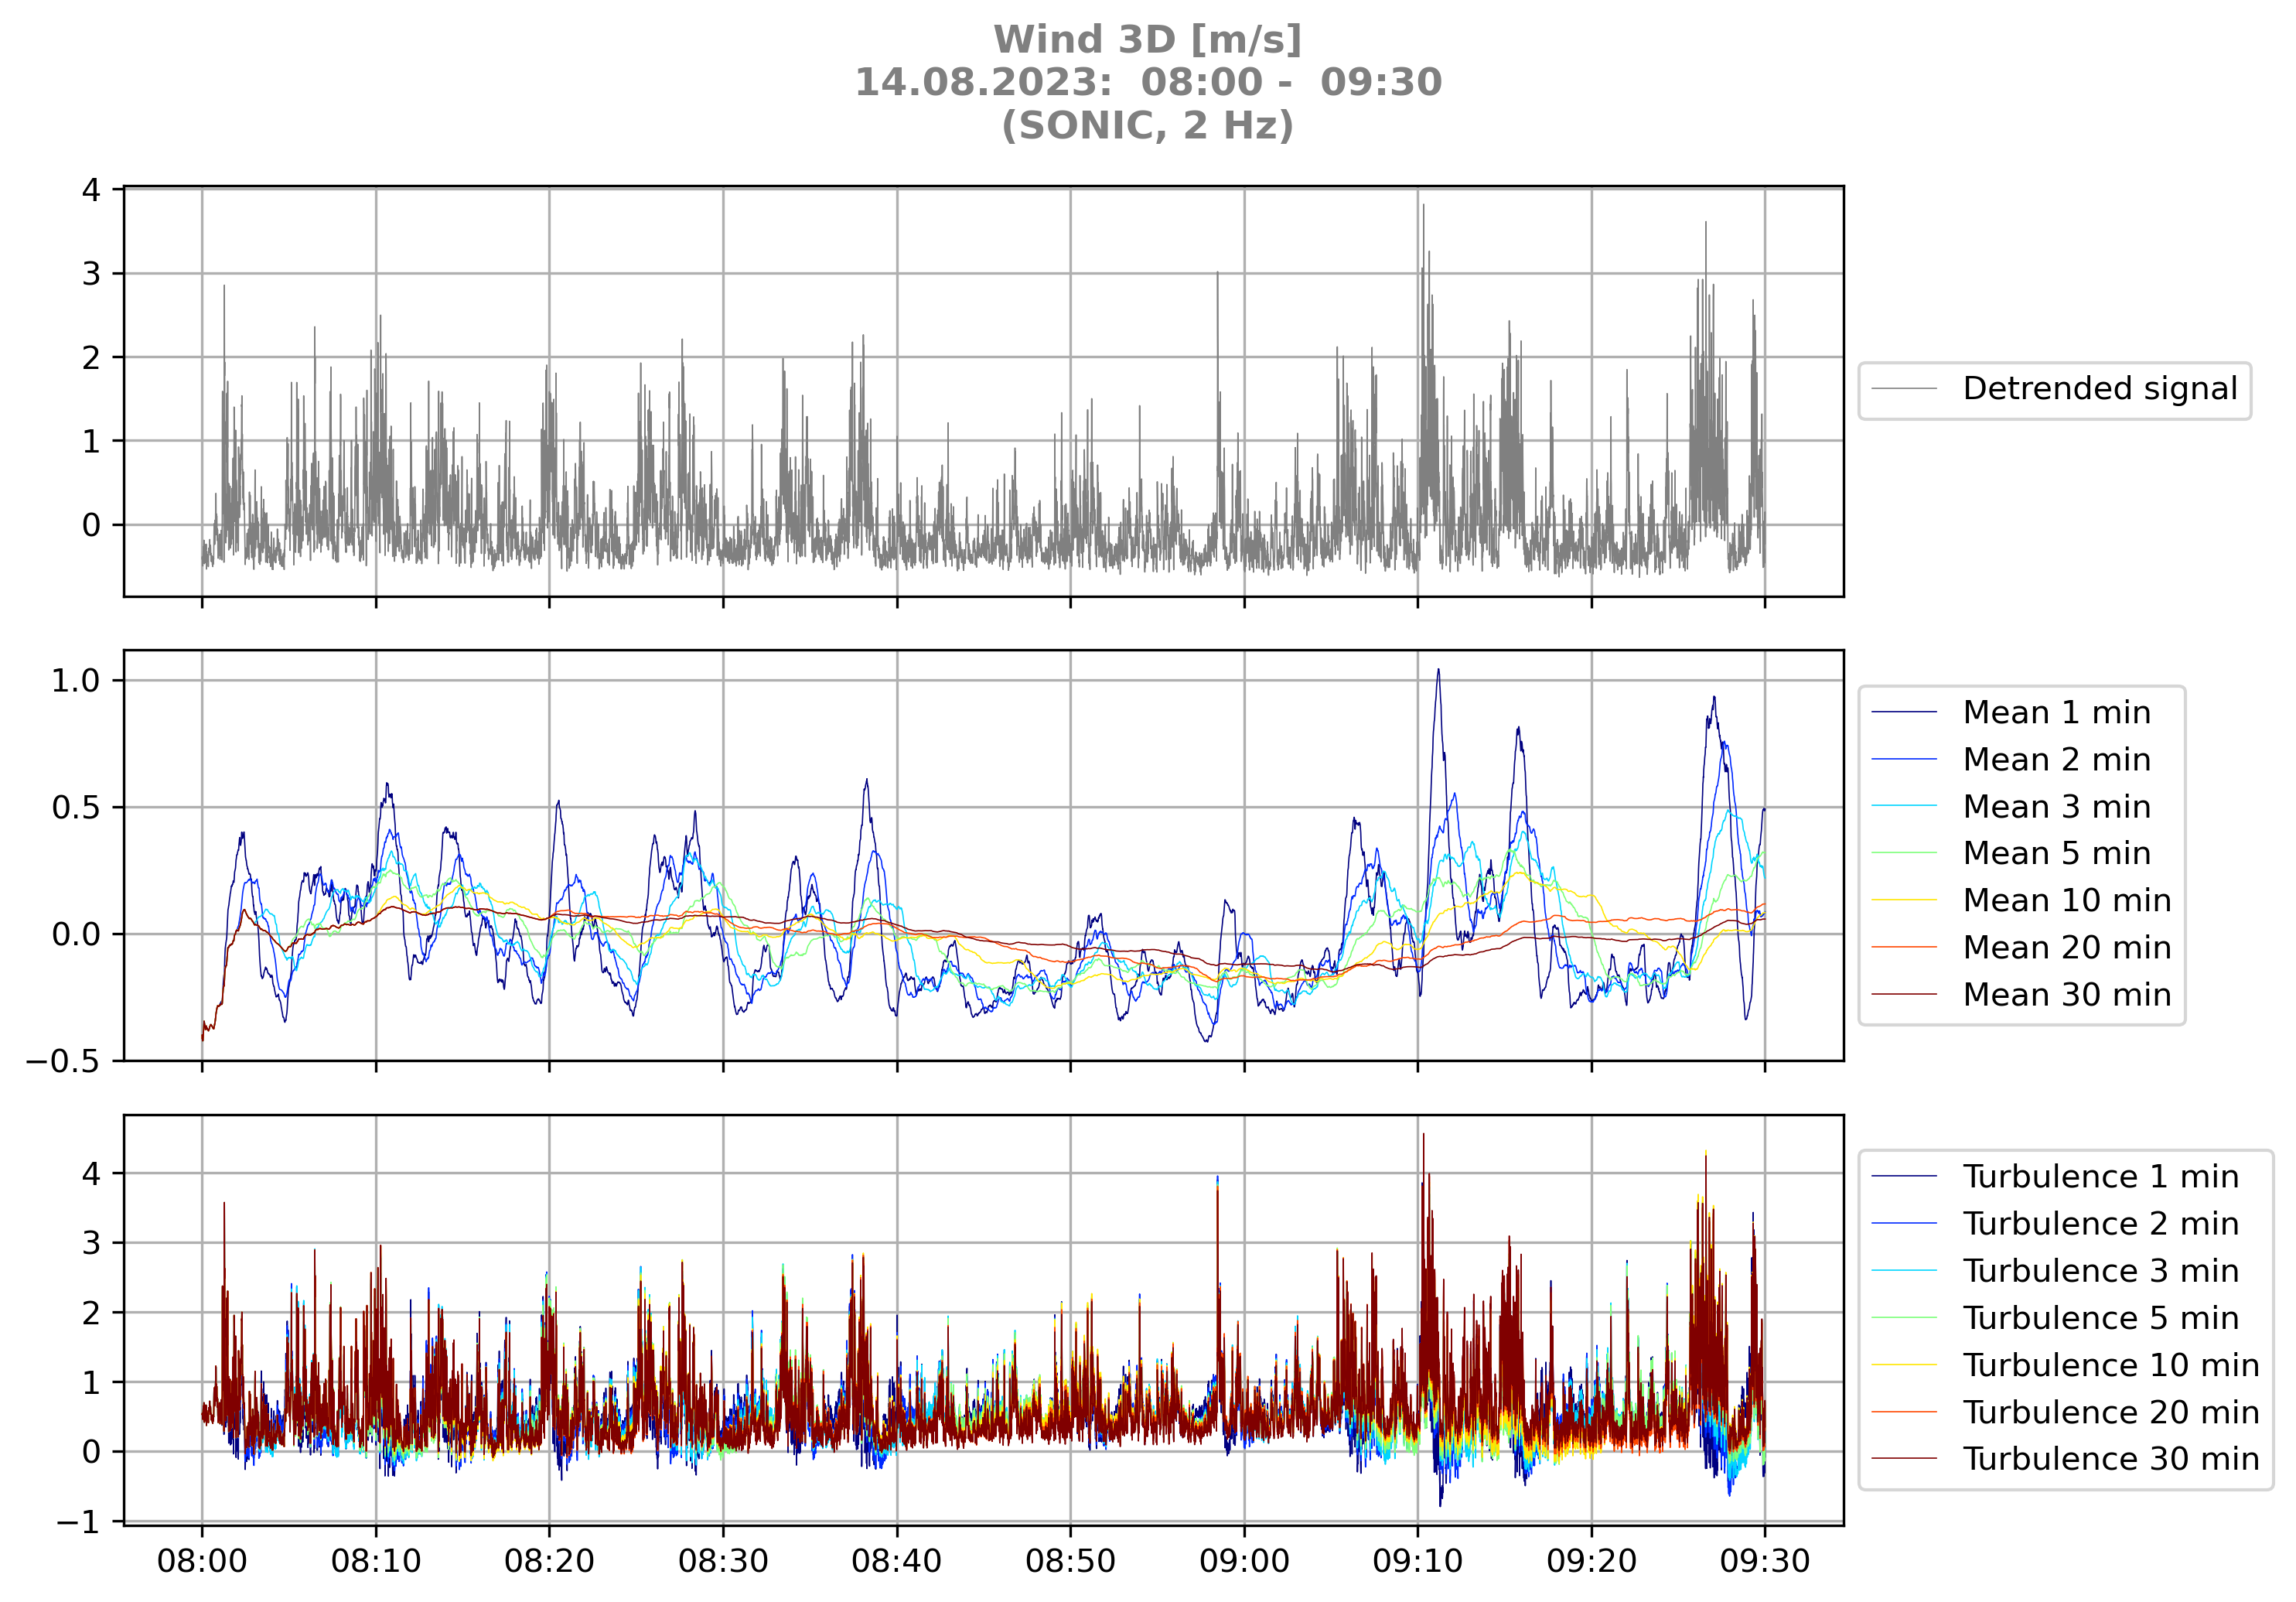 Wind 3D [m/s]
14.08.2023:  08:00 -  09:30
(SONIC, 2 Hz)
4
3
2
1
0
Detrended signal
1.0
0.5
0.0
−0.5
Mean 1 min
Mean 2 min
Mean 3 min
Mean 5 min
Mean 10 min
Mean 20 min
Mean 30 min
4
3
2
1
0
−1
Turbulence 1 min
Turbulence 2 min
Turbulence 3 min
Turbulence 5 min
Turbulence 10 min
Turbulence 20 min
Turbulence 30 min
08:00 08:10 08:20 08:30 08:40 08:50 09:00 09:10 09:20 09:30